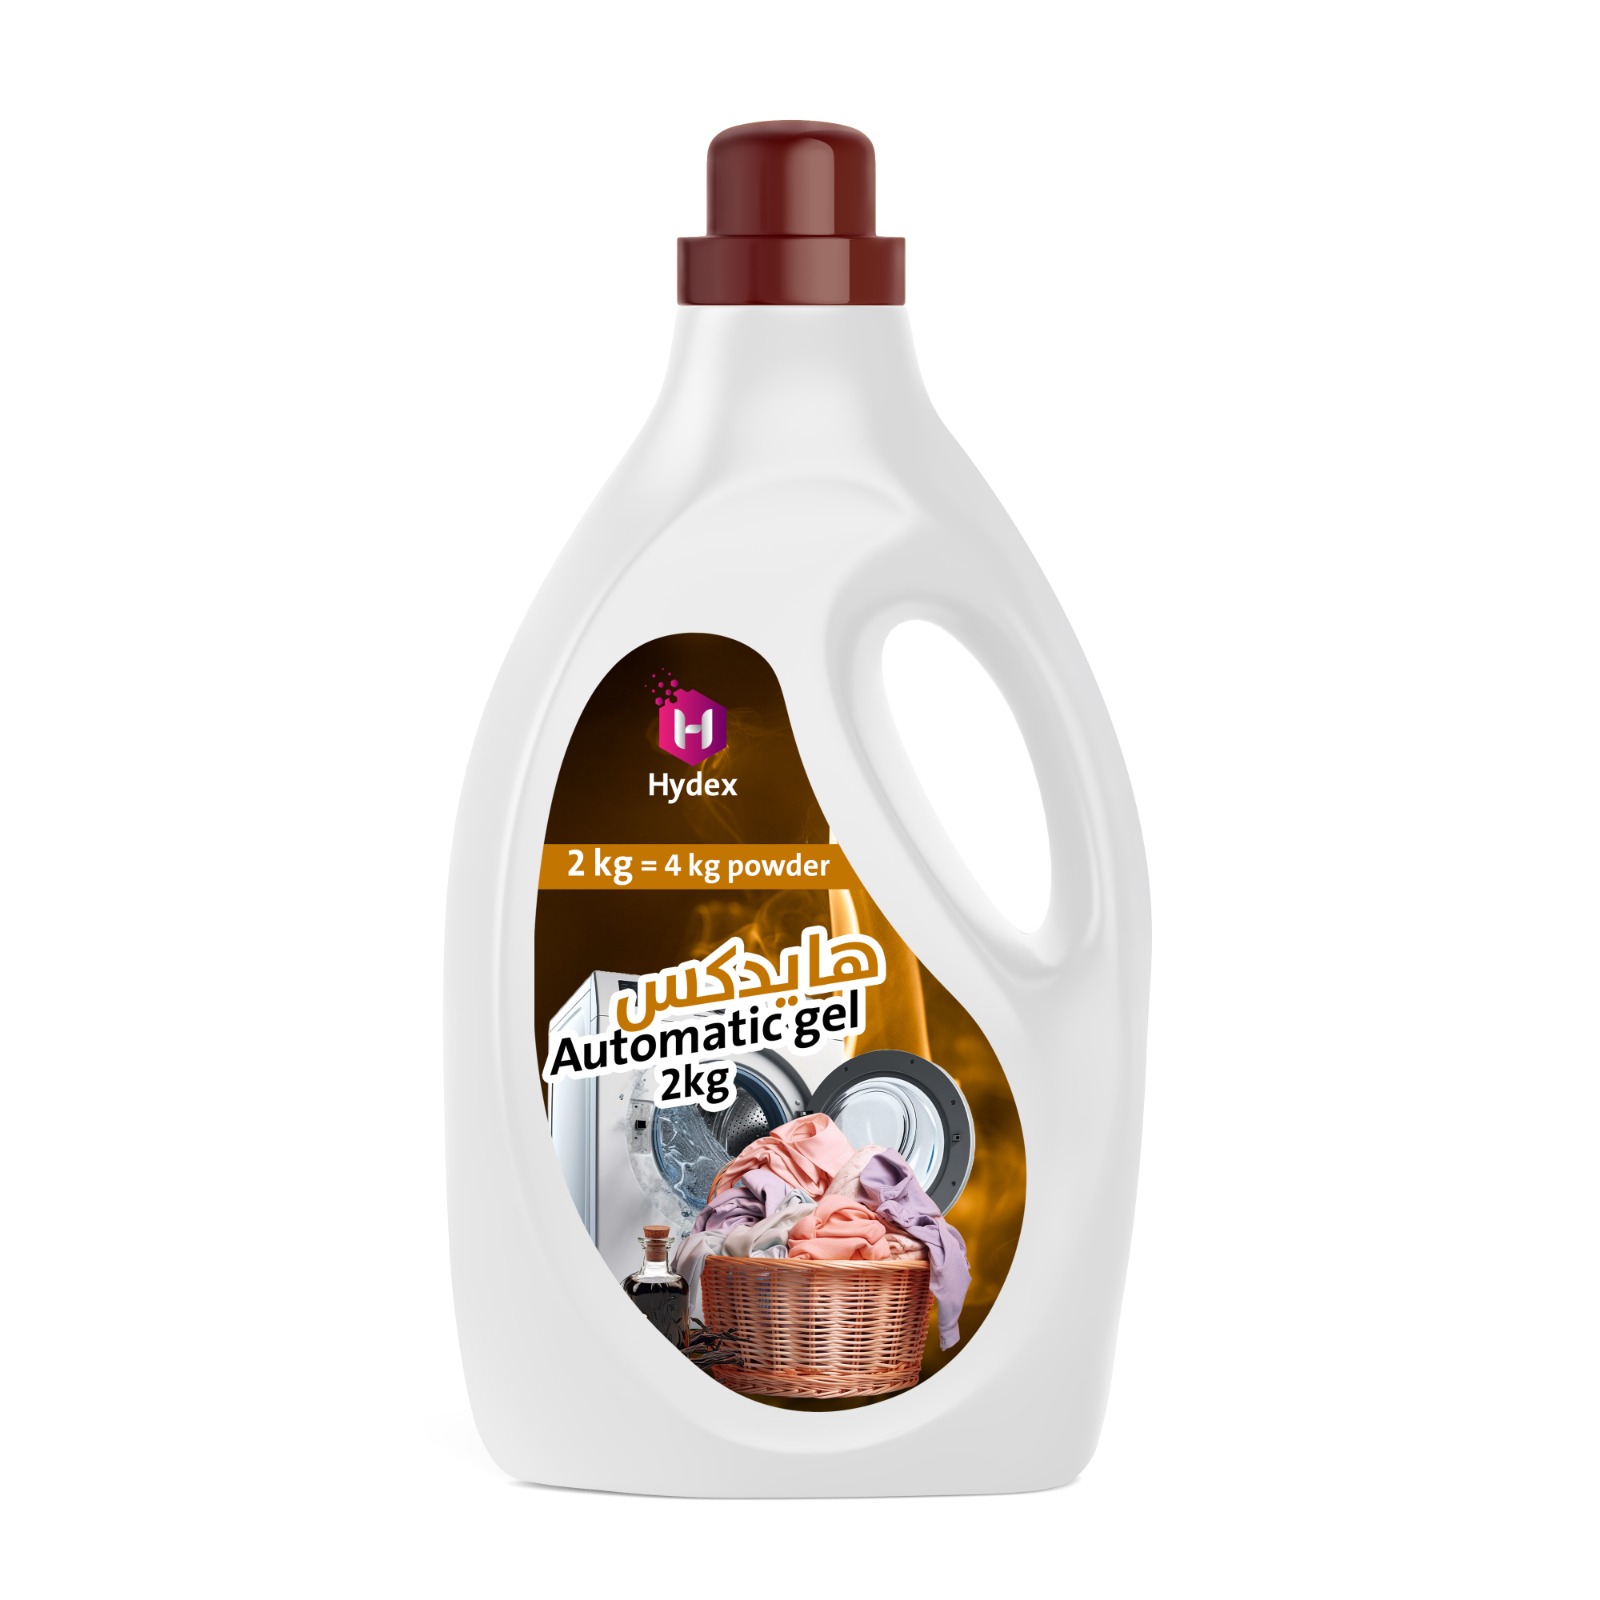 H
Hydex
2 kg = 4 kg powder
هايدكس
Automatic gel
2kg